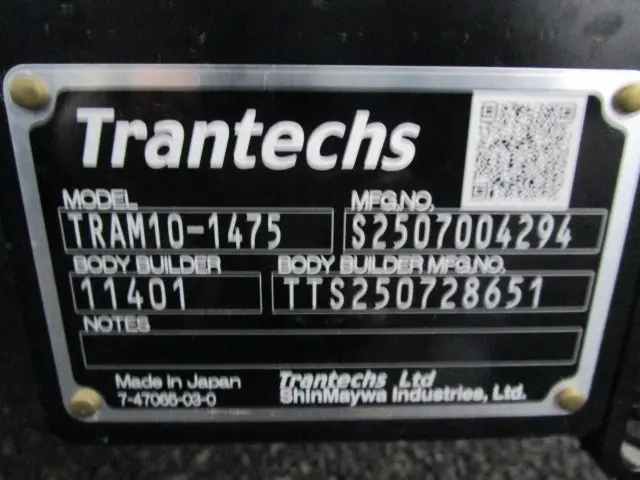 Trantechs
MODEL MFG.NO,
TRAM10-1475 S2507004294
BODY BUILDER BODY BUILDER MFG.NO.
11401 TTS250728651
NOTES
Made in Japan Trantechs Ltd
7-47065-03-0 ShinMaywa Industries, Ltd.